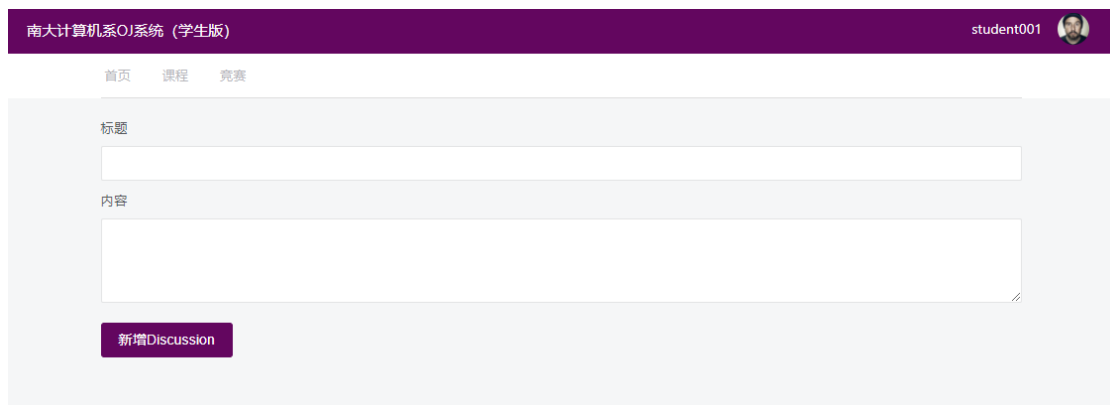 南大计算机系OJ系统（学生版）
student001
首页 课程 竞赛
标题
内容
新增Discussion